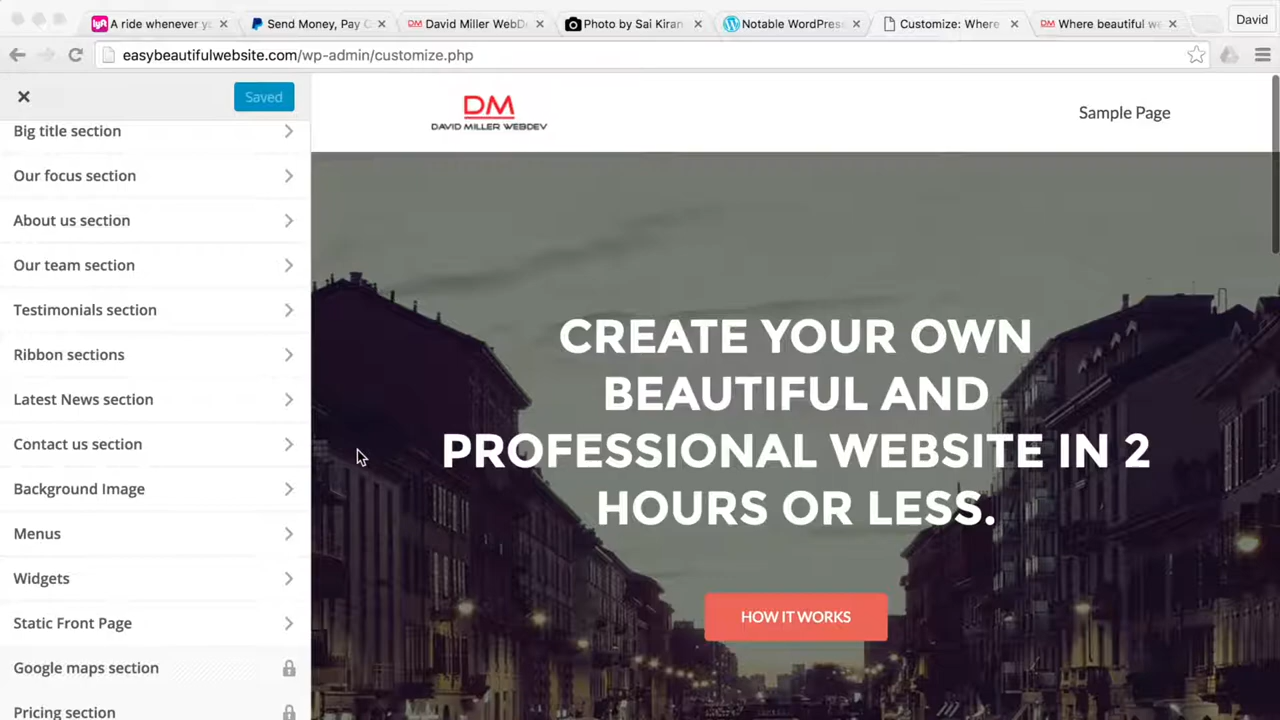 A ride whenever y
Send Money, Pay O
David Miller WebDe
Photo by Sai Kiran
Notable WordPress
Customize: Where
Where beautiful we
David
easybeautifulwebsite.com/wp-admin/customize.php
Saved
DM
DAVID MILLER WEBDEV
Sample Page
Big title section
Our focus section
About us section
Our team section
Testimonials section
Ribbon sections
Latest News section
Contact us section
Background Image
Menus
Widgets
Static Front Page
Google maps section
Pricing section
CREATE YOUR OWN
BEAUTIFUL AND
PROFESSIONAL WEBSITE IN 2
HOURS OR LESS.
HOW IT WORKS